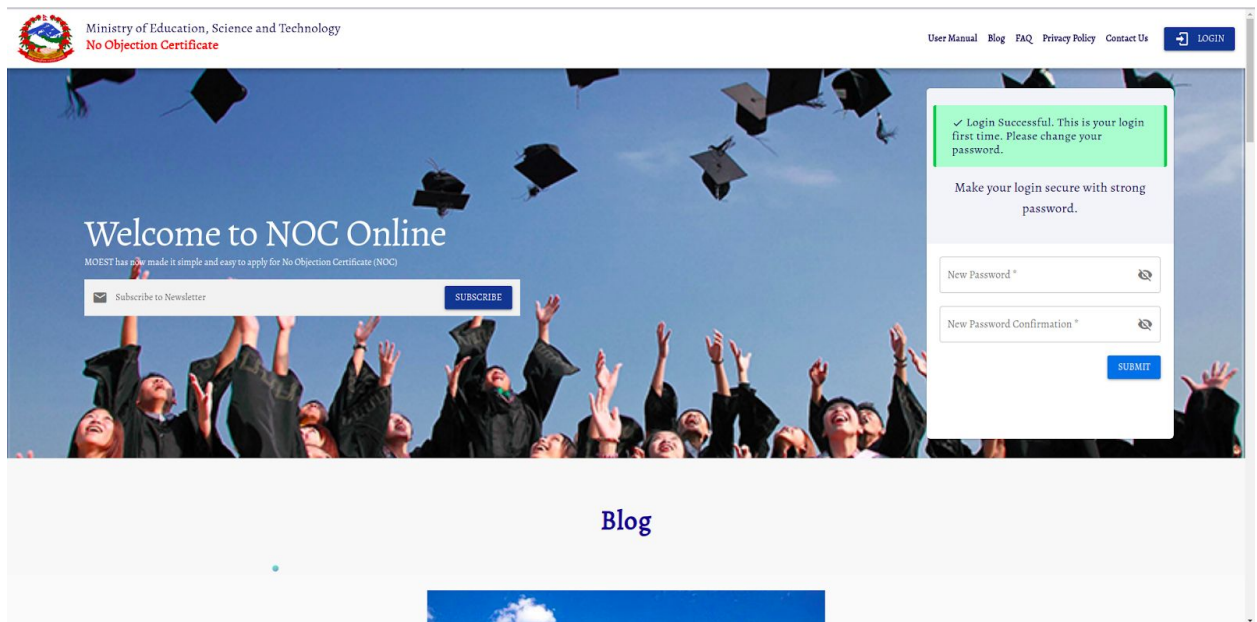 Ministry of Education, Science and Technology
No Objection Certificate
User Manual Blog FAQ Privacy Policy Contact Us LOGIN
✓ Login Successful. This is your login
first time. Please change your
password.
Make your login secure with strong
password.
Welcome to NOC Online
MOEST has now made it simple and easy to apply for No Objection Certificate (NOC)
Subscribe to Newsletter SUBSCRIBE
New Password *
New Password Confirmation *
SUBMIT
Blog